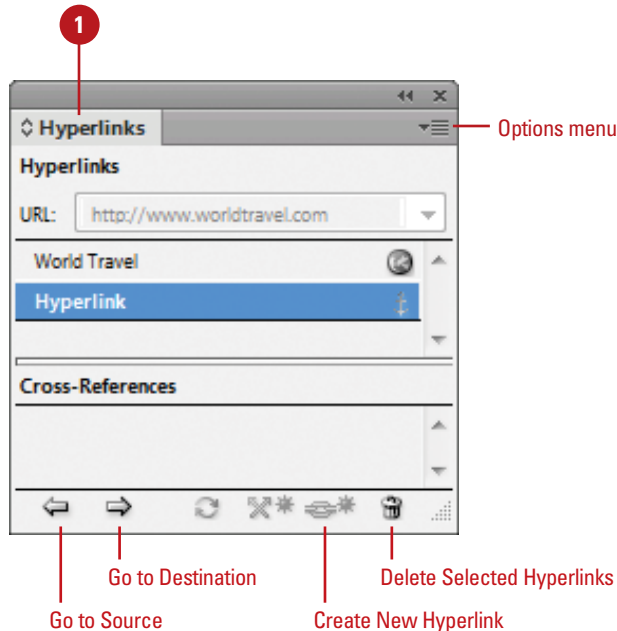 1
Hyperlinks
Options menu
Hyperlinks
URL: http://www.worldtravel.com
World Travel
Hyperlink
Cross-References
Go to Destination
Delete Selected Hyperlinks
Go to Source
Create New Hyperlink